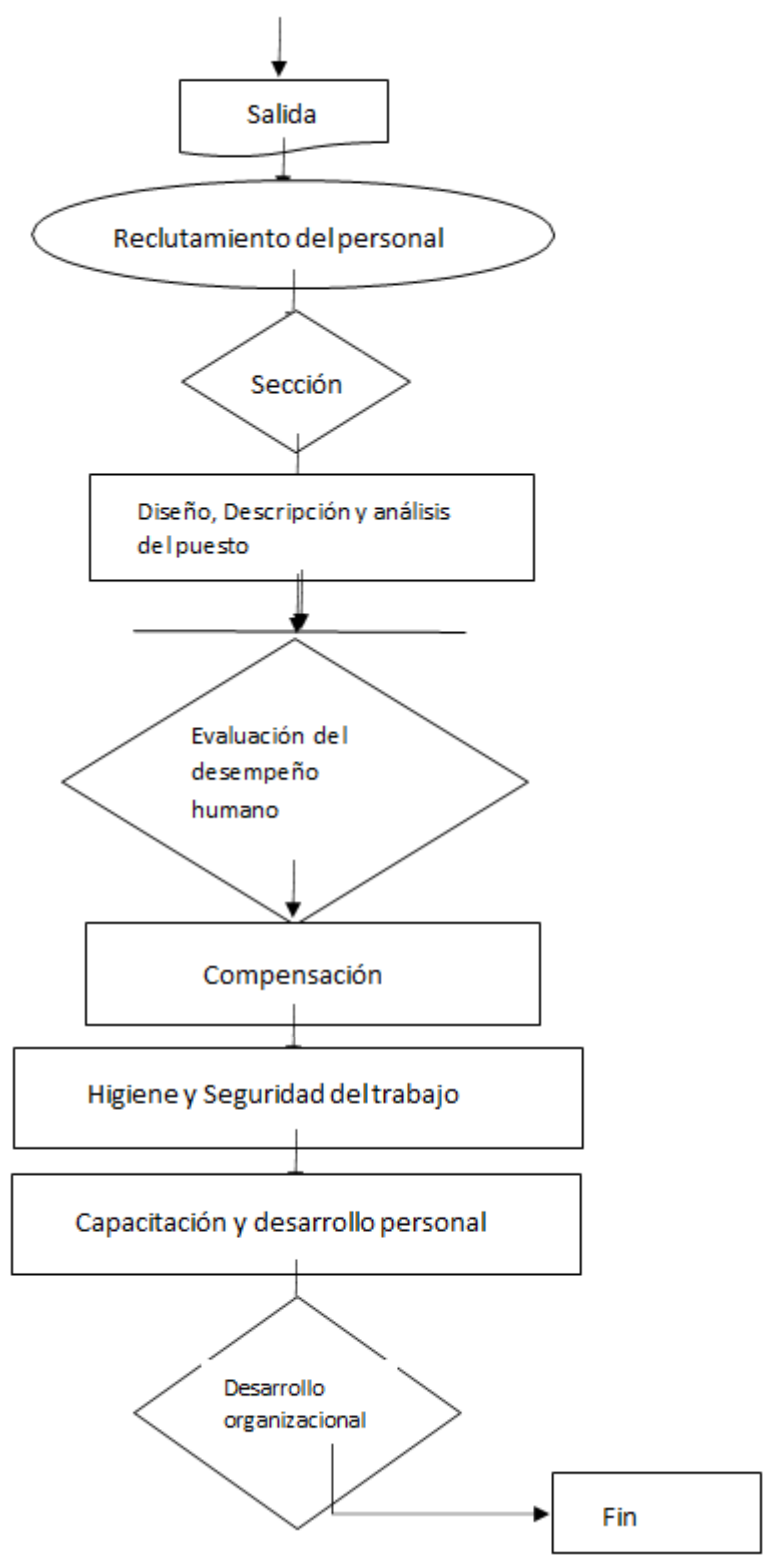 Salida
Reclutamiento del personal
Sección
Diseño, Descripción y análisis
del puesto
Evaluación del
desempeño
humano
Compensación
Higiene y Seguridad del trabajo
Capacitación y desarrollo personal
Desarrollo
organizacional
Fin